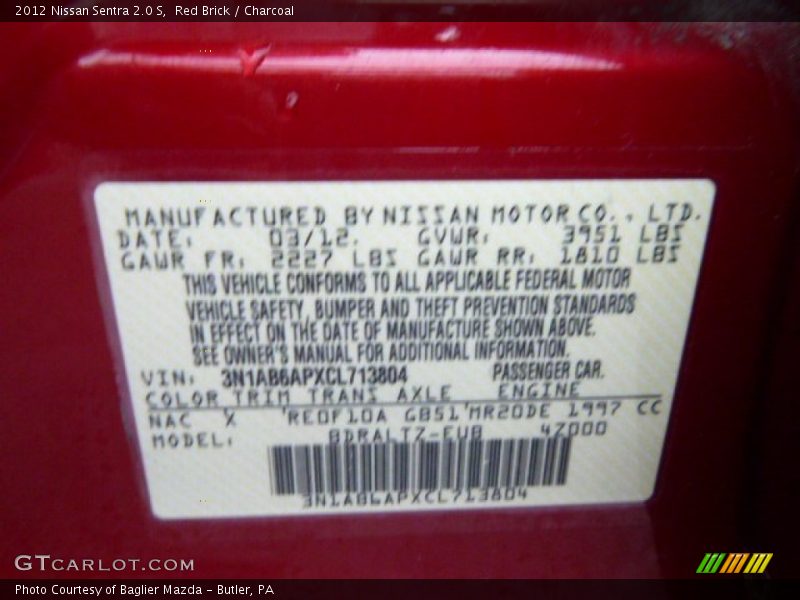 2012 Nissan Sentra 2.0 S,  Red Brick / Charcoal
MANUFACTURED BY NISSAN MOTOR CO., LTD.
DATE: 03/12. GVWR: 3951 LBS
GAWR FR: 2227 LBS GAWR RR: 1810 LBS
THIS VEHICLE CONFORMS TO ALL APPLICABLE FEDERAL MOTOR
VEHICLE SAFETY, BUMPER AND THEFT PREVENTION STANDARDS
IN EFFECT ON THE DATE OF MANUFACTURE SHOWN ABOVE.
SEE OWNER'S MANUAL FOR ADDITIONAL INFORMATION.
VIN: 3N1AB6APXCL713804 PASSENGER CAR.
COLOR TRIM TRANS AXLE ENGINE
NAC X RE0F10A GB51 MR20DE 1997 CC
MODEL: BDRALTZ-EUB 4Z000
3N1AB6APXCL713804
GTCARLOT.COM
Photo Courtesy of Baglier Mazda - Butler, PA